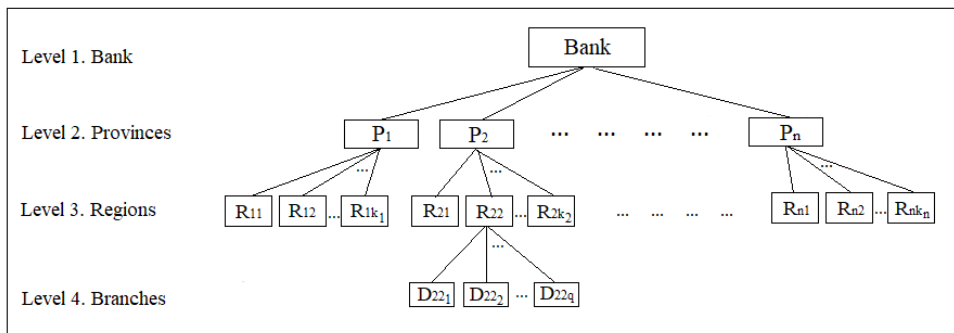 Level 1. Bank Bank
Level 2. Provinces P₁ P₂ ... ... ... ... Pₙ
... ... ...
Level 3. Regions R₁₁ R₁₂ ... R₁ₖ₁ R₂₁ R₂₂ ... R₂ₖ₂ ... ... ... ... Rₙ₁ Rₙ₂ ... Rₙₖₙ
...
Level 4. Branches D₂₂₁ D₂₂₂ ... D₂₂q